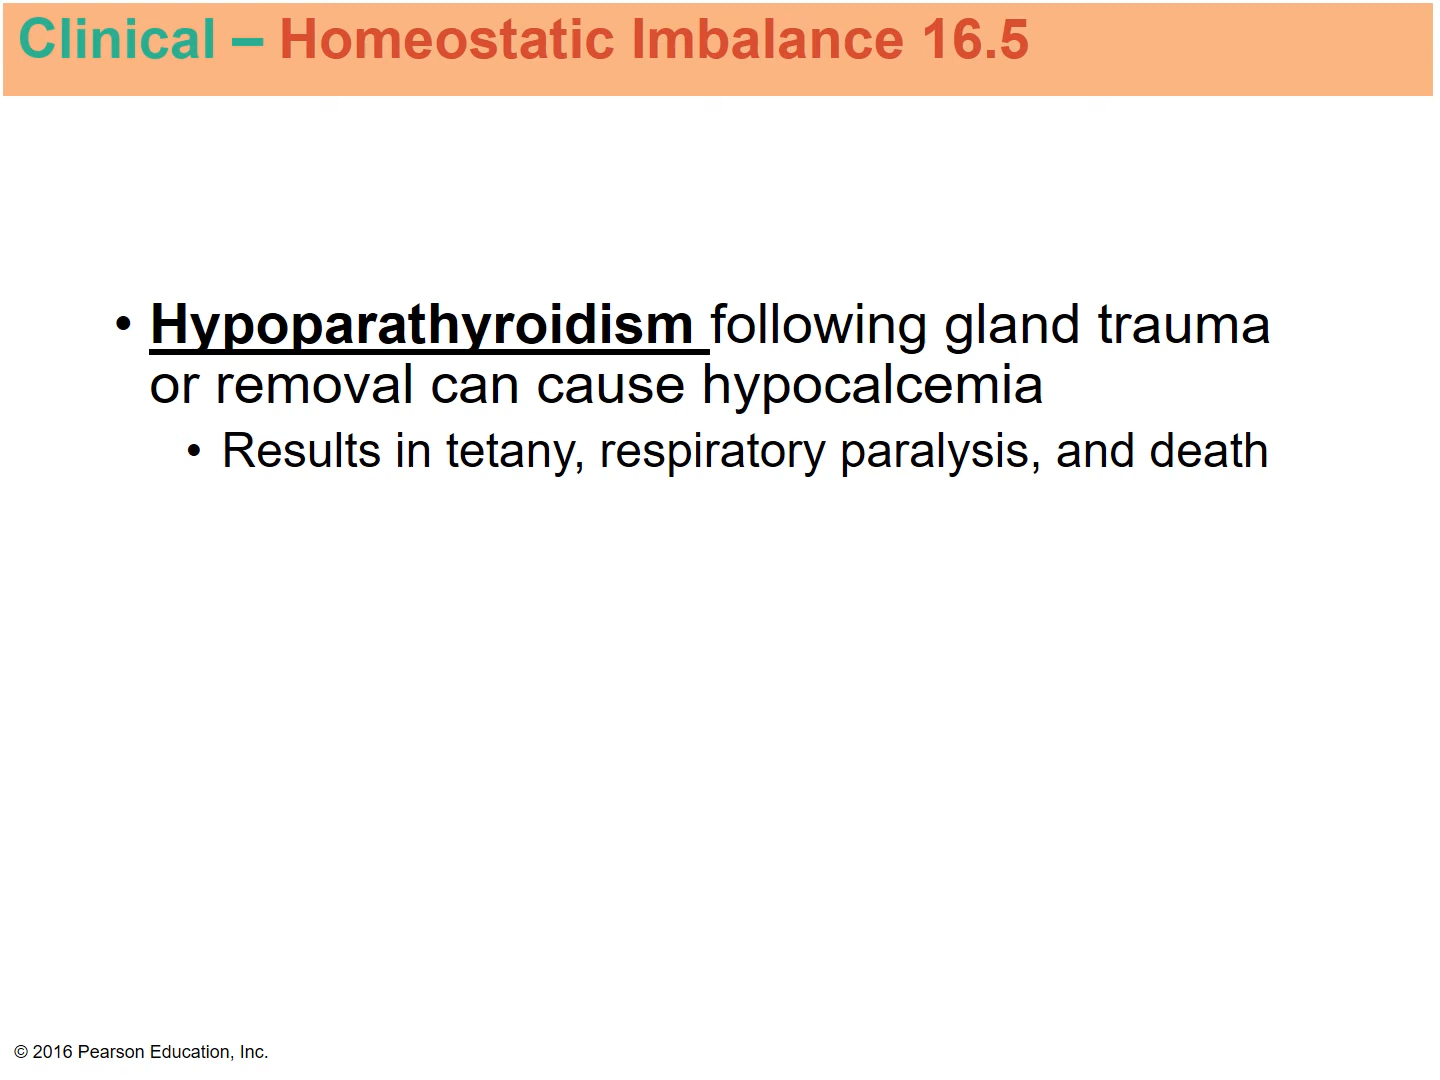 Clinical – Homeostatic Imbalance 16.5
• Hypoparathyroidism following gland trauma
or removal can cause hypocalcemia
• Results in tetany, respiratory paralysis, and death
© 2016 Pearson Education, Inc.